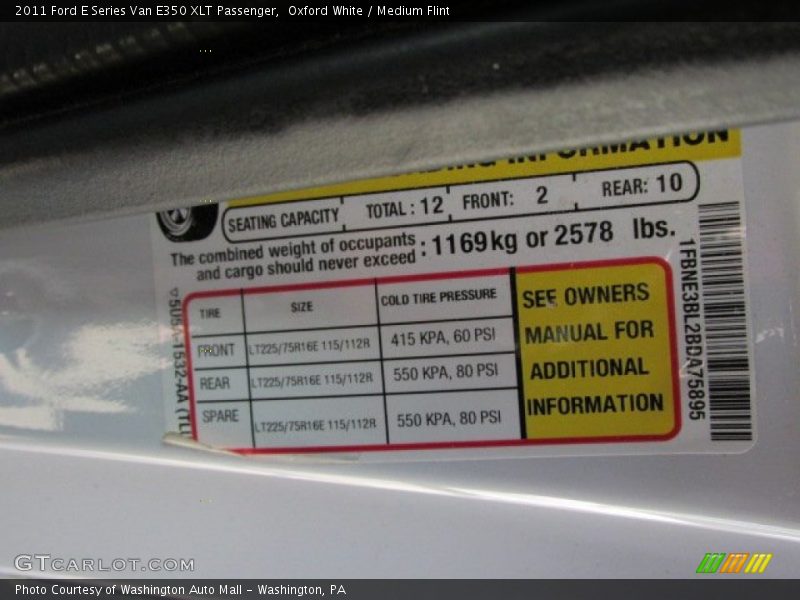 2011 Ford E Series Van E350 XLT Passenger,  Oxford White / Medium Flint
INFORMATION
SEATING CAPACITY TOTAL: 12 FRONT: 2 REAR: 10
The combined weight of occupants
and cargo should never exceed : 1169kg or 2578 lbs.
TIRE SIZE COLD TIRE PRESSURE
FRONT LT225/75R16E 115/112R 415 KPA, 60 PSI
REAR LT225/75R16E 115/112R 550 KPA, 80 PSI
SPARE LT225/75R16E 115/112R 550 KPA, 80 PSI
SEE OWNERS
MANUAL FOR
ADDITIONAL
INFORMATION
1FBNE3BL2BDA75895
GTCARLOT.COM
Photo Courtesy of Washington Auto Mall - Washington, PA